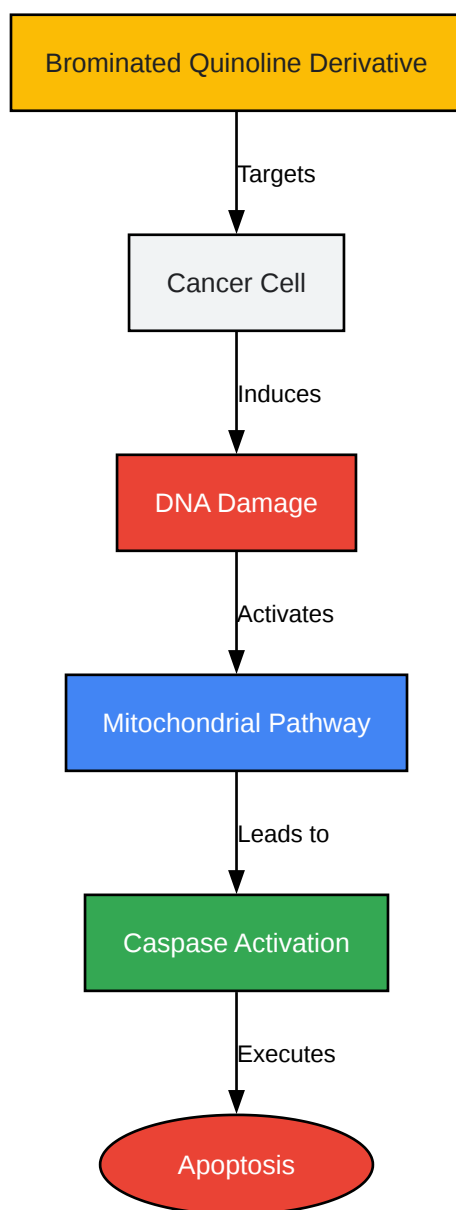 Brominated Quinoline Derivative
Targets
Cancer Cell
Induces
DNA Damage
Activates
Mitochondrial Pathway
Leads to
Caspase Activation
Executes
Apoptosis